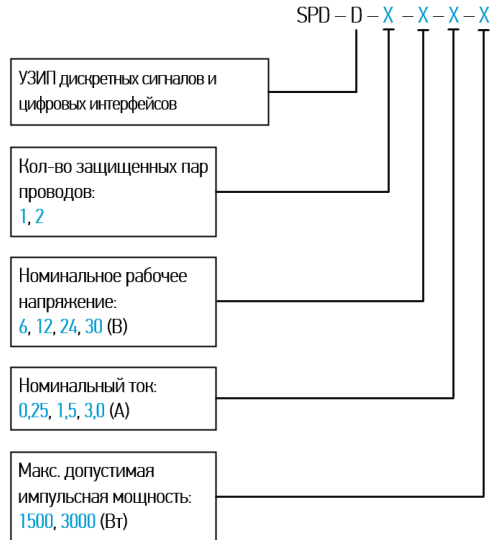 SPD – D – X – X – X – X
УЗИП дискретных сигналов и
цифровых интерфейсов
Кол-во защищенных пар
проводов:
1, 2
Номинальное рабочее
напряжение:
6, 12, 24, 30 (В)
Номинальный ток:
0,25, 1,5, 3,0 (А)
Макс. допустимая
импульсная мощность:
1500, 3000 (Вт)